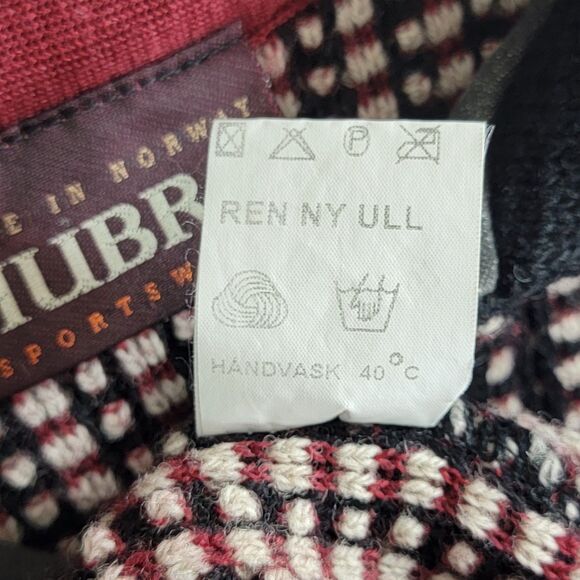 E IN NORWAY
HUBR
SPORTSW
P
REN NY ULL
HÅNDVASK 40°C